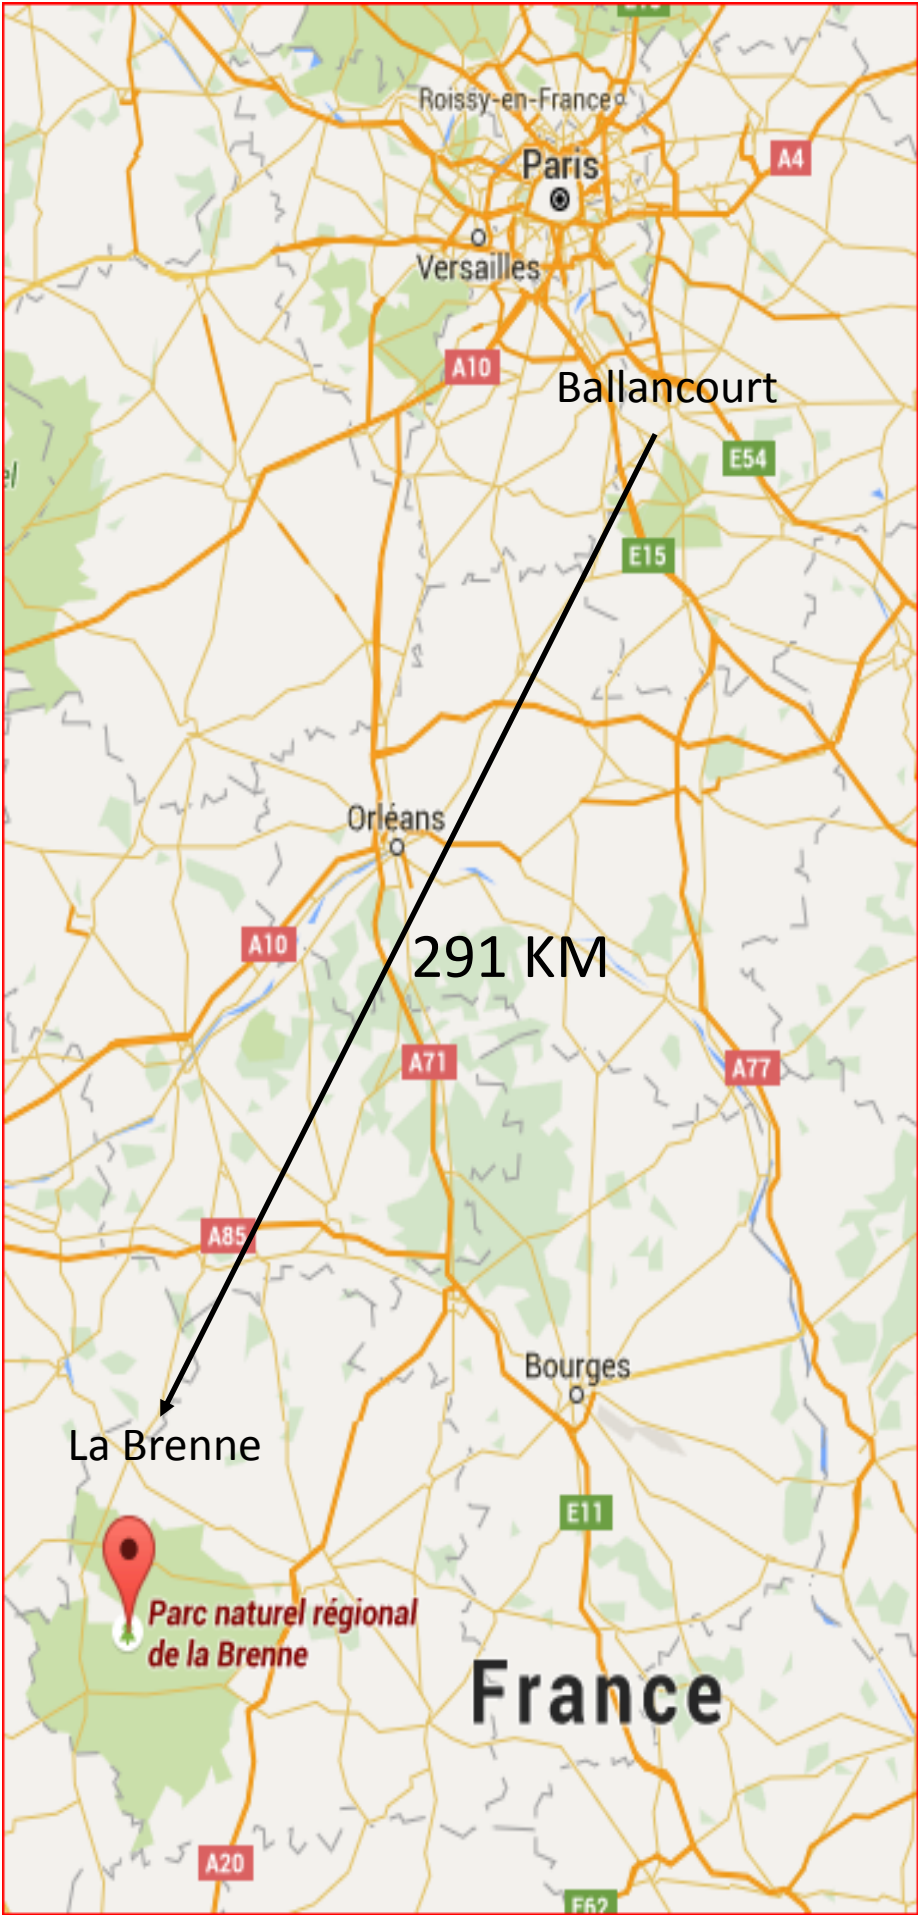 Roissy-en-France
Paris
A4
Versailles
A10
Ballancourt
E54
el
E15
Orléans
A10
291 KM
A71
A77
A85
Bourges
La Brenne
E11
Parc naturel régional
de la Brenne
France
A20
E62